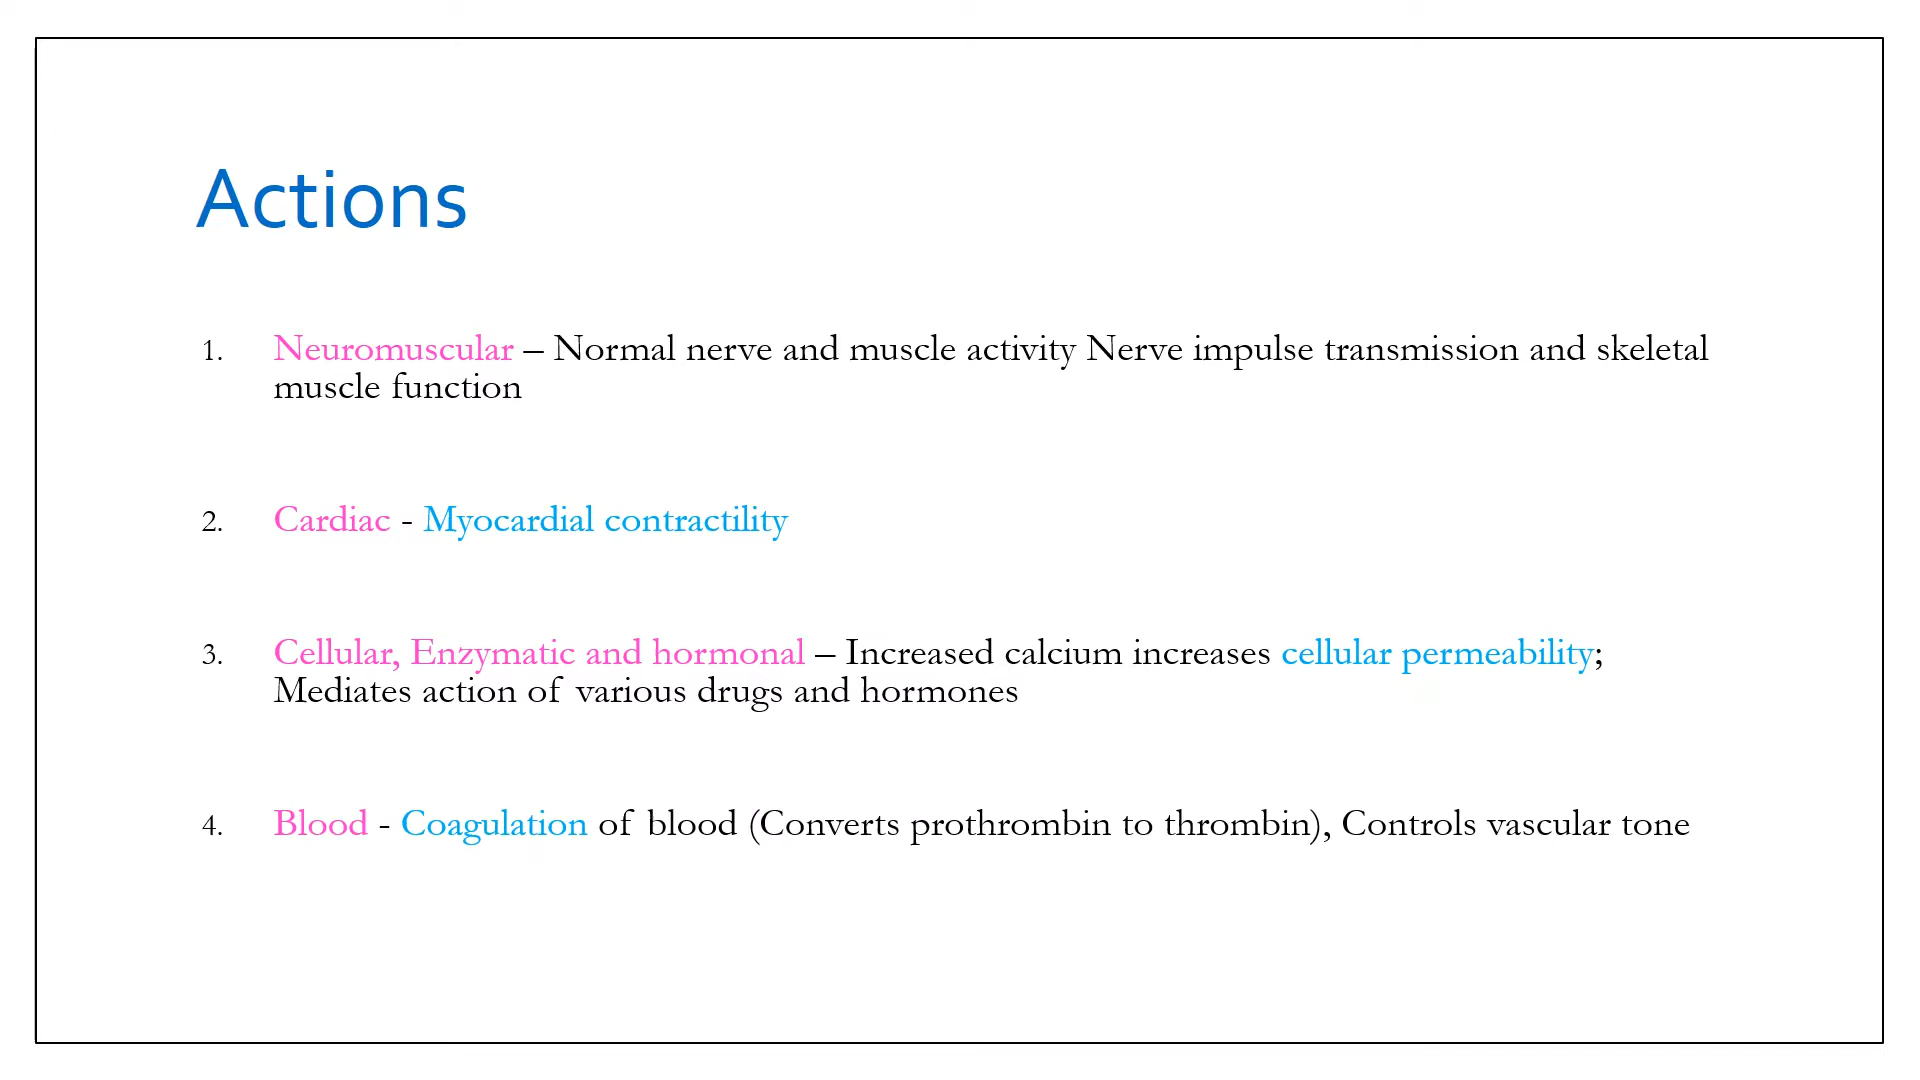 Actions
1. Neuromuscular – Normal nerve and muscle activity Nerve impulse transmission and skeletal
muscle function
2. Cardiac - Myocardial contractility
3. Cellular, Enzymatic and hormonal – Increased calcium increases cellular permeability;
Mediates action of various drugs and hormones
4. Blood - Coagulation of blood (Converts prothrombin to thrombin), Controls vascular tone